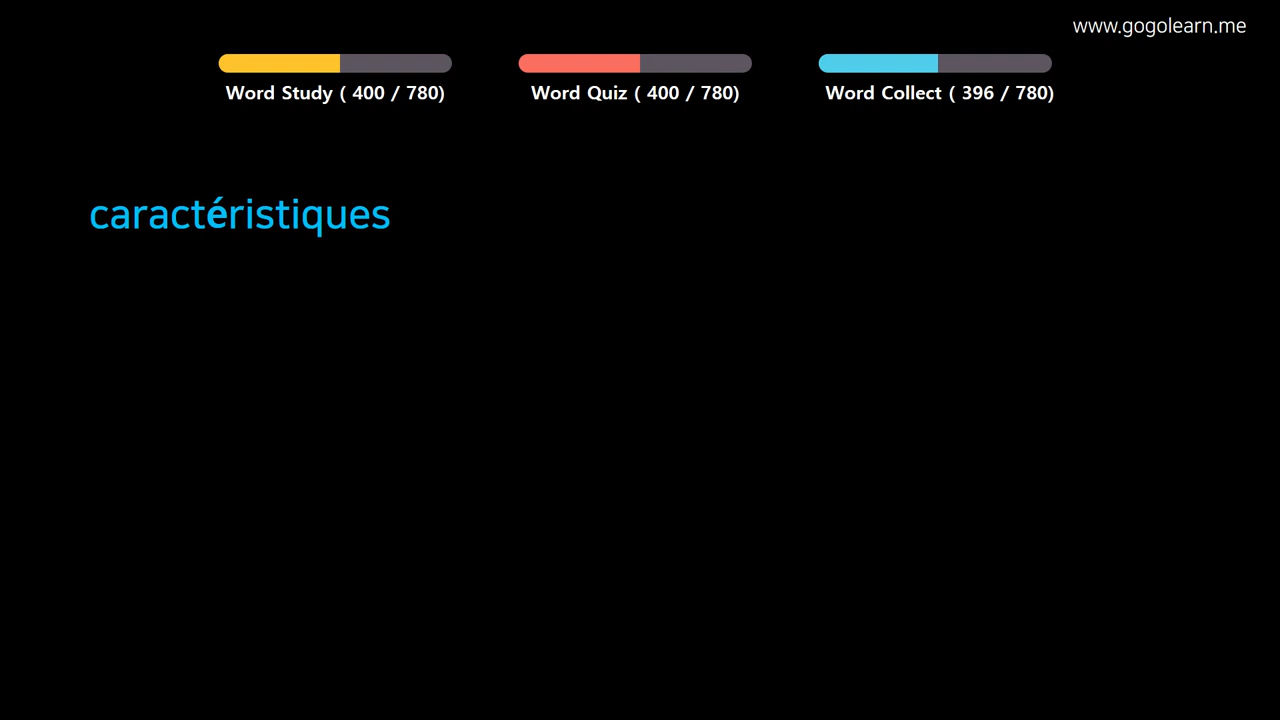 www.gogolearn.me
Word Study ( 400 / 780)
Word Quiz ( 400 / 780)
Word Collect ( 396 / 780)
caractéristiques